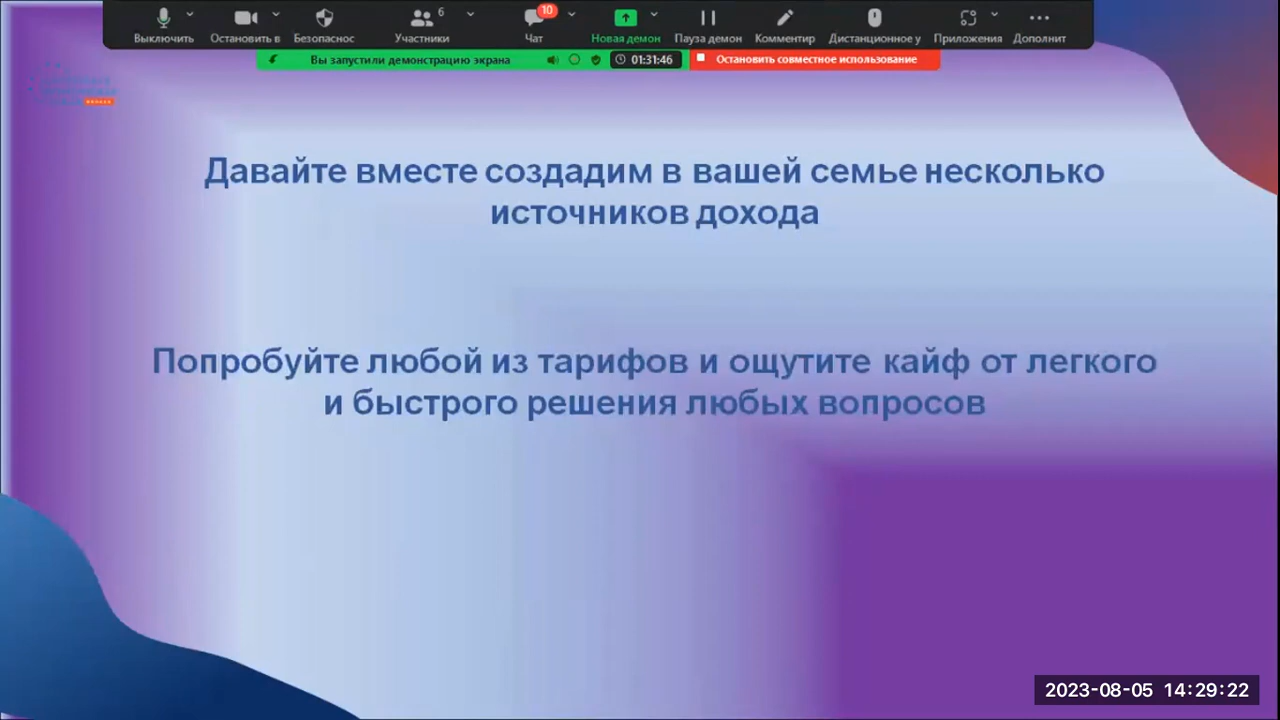 Выключить Остановить в Безопаснос Участники 6 Чат 10 Новая демон Пауза демон Комментир Дистанционное у Приложения Дополнит
Вы запустили демонстрацию экрана 01:31:46 Остановить совместное использование
Давайте вместе создадим в вашей семье несколько
источников дохода
Попробуйте любой из тарифов и ощутите кайф от легкого
и быстрого решения любых вопросов
2023-08-05 14:29:22